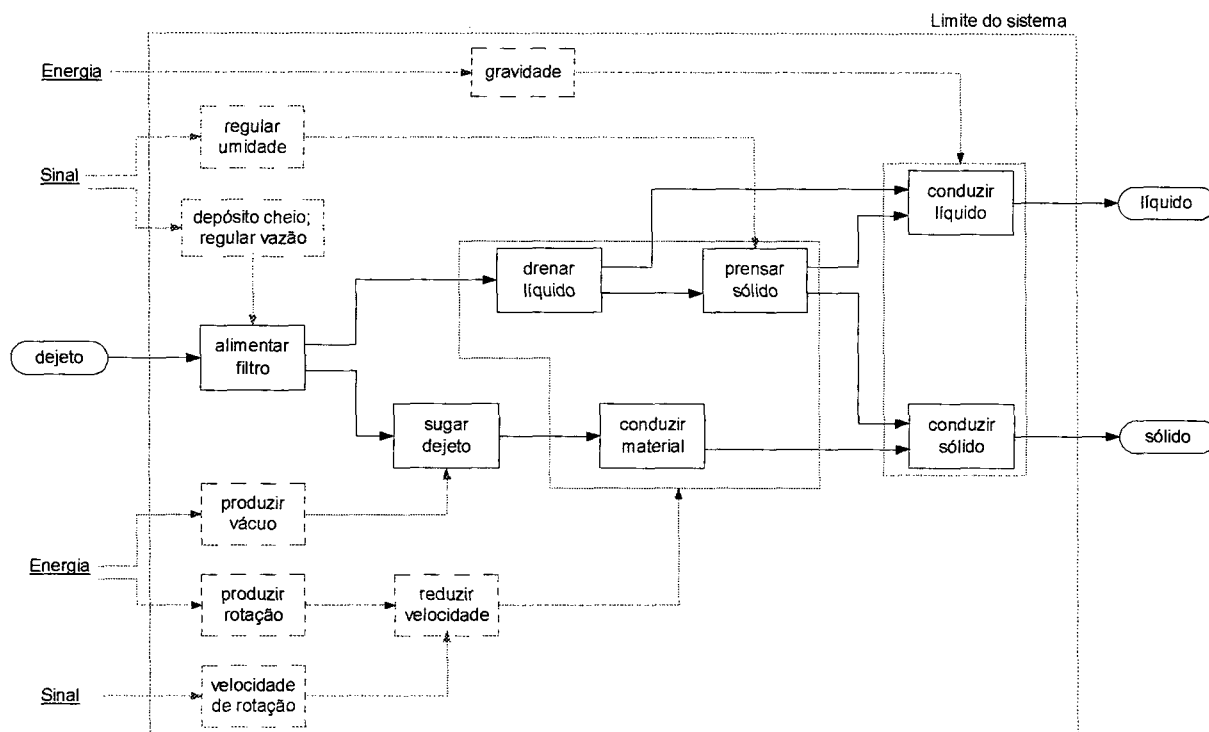 Limite do sistema
Energia
gravidade
regular
umidade
Sinal
depósito cheio;
regular vazão
conduzir
líquido
líquido
drenar
líquido
prensar
sólido
dejeto
alimentar
filtro
sugar
dejeto
conduzir
material
conduzir
sólido
sólido
produzir
vácuo
Energia
produzir
rotação
reduzir
velocidade
Sinal
velocidade
de rotação